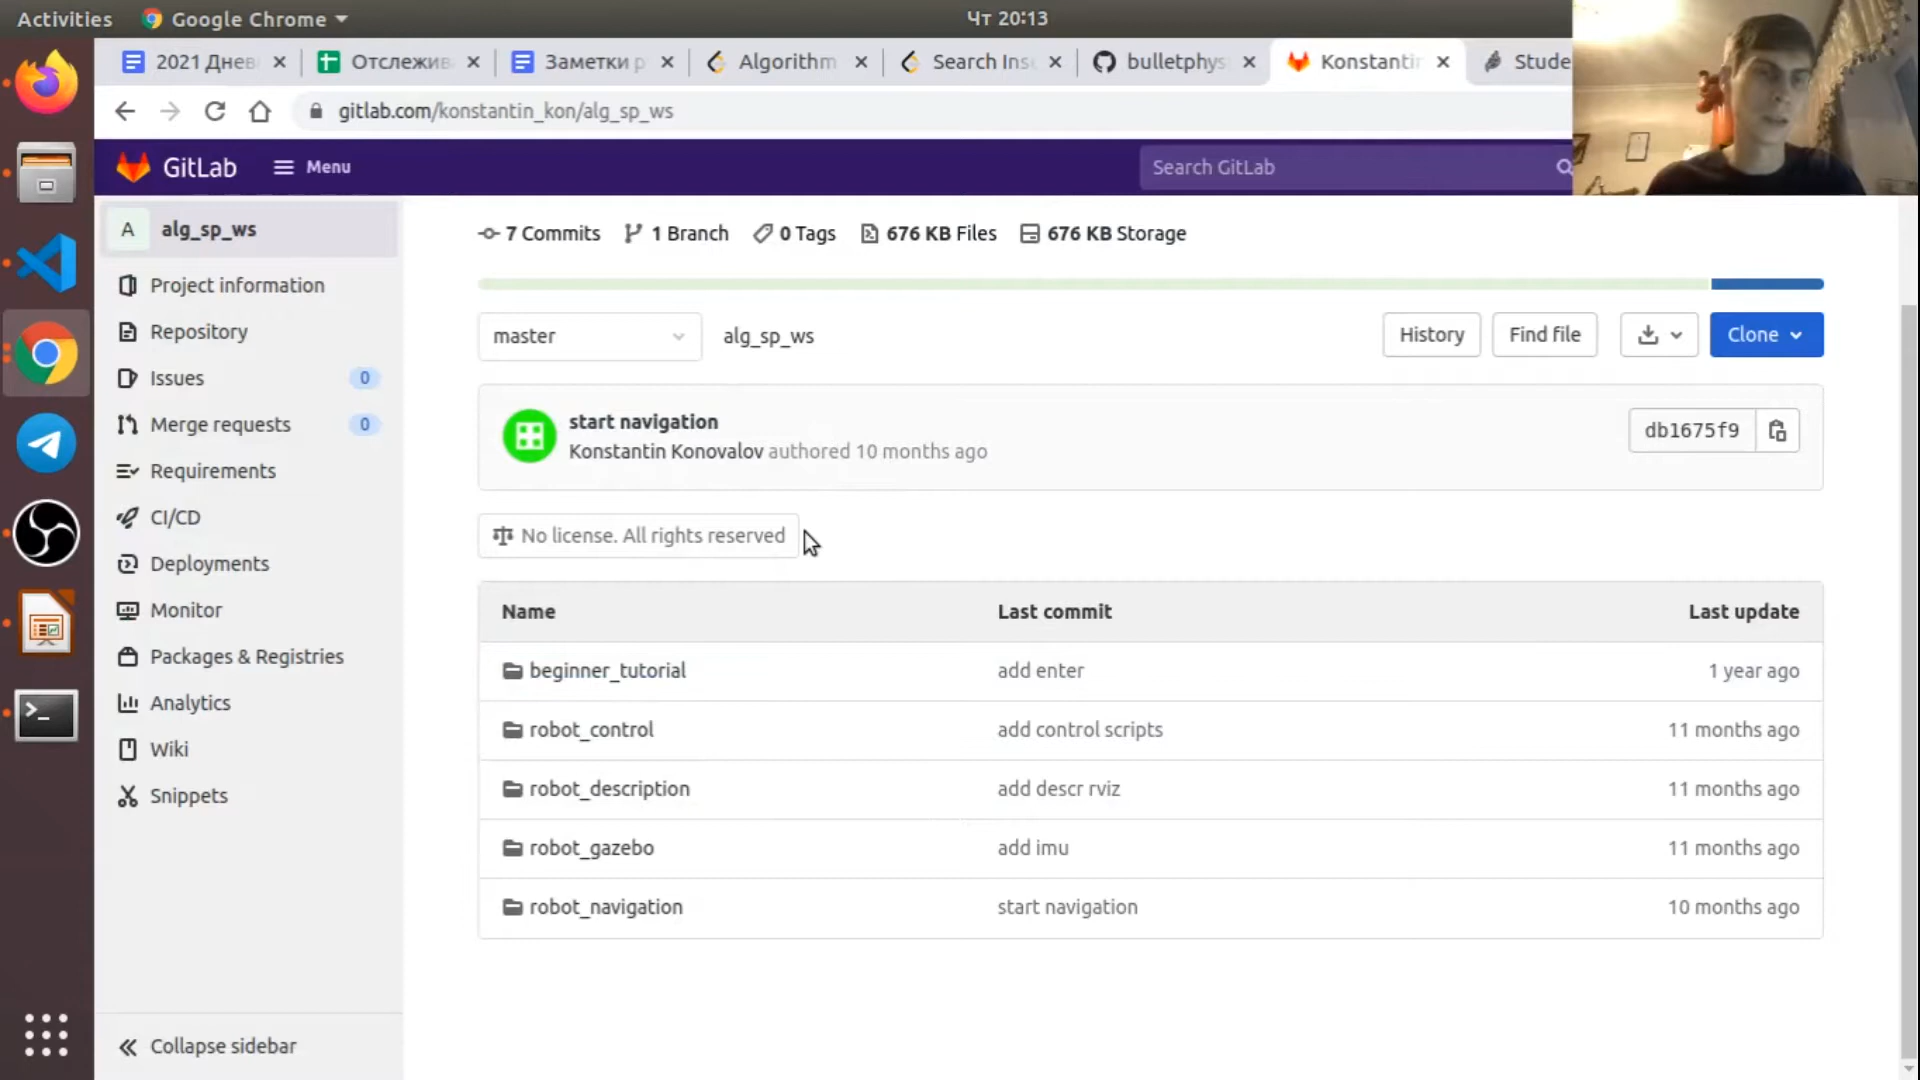 Activities
Google Chrome
Чт 20:13
2021 Днев
Отслежив
Заметки р
Algorithm
Search Ins
bulletphys
Konstantin
Stude
gitlab.com/konstantin_kon/alg_sp_ws
GitLab
Menu
Search GitLab
A
alg_sp_ws
Project information
Repository
Issues
0
Merge requests
0
Requirements
CI/CD
Deployments
Monitor
Packages & Registries
Analytics
Wiki
Snippets
Collapse sidebar
7 Commits
1 Branch
0 Tags
676 KB Files
676 KB Storage
master
alg_sp_ws
History
Find file
Clone
start navigation
Konstantin Konovalov authored 10 months ago
db1675f9
No license. All rights reserved
Name Last commit Last update
beginner_tutorial add enter 1 year ago
robot_control add control scripts 11 months ago
robot_description add descr rviz 11 months ago
robot_gazebo add imu 11 months ago
robot_navigation start navigation 10 months ago